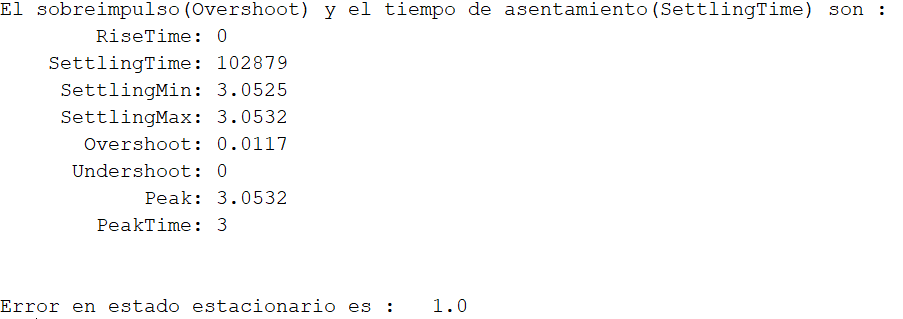 El sobreimpulso(Overshoot) y el tiempo de asentamiento(SettlingTime) son :
RiseTime: 0
SettlingTime: 102879
SettlingMin: 3.0525
SettlingMax: 3.0532
Overshoot: 0.0117
Undershoot: 0
Peak: 3.0532
PeakTime: 3
Error en estado estacionario es :   1.0